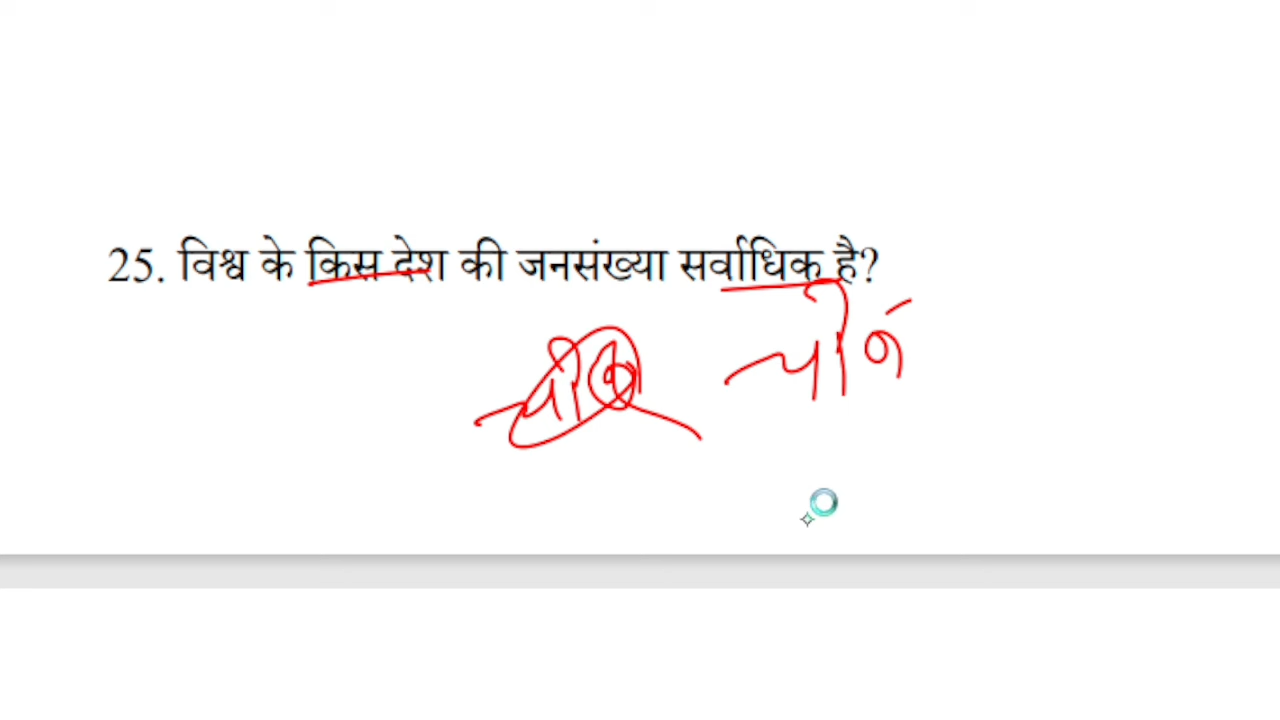 25. विश्व के किस देश की जनसंख्या सर्वाधिक है?
चीन